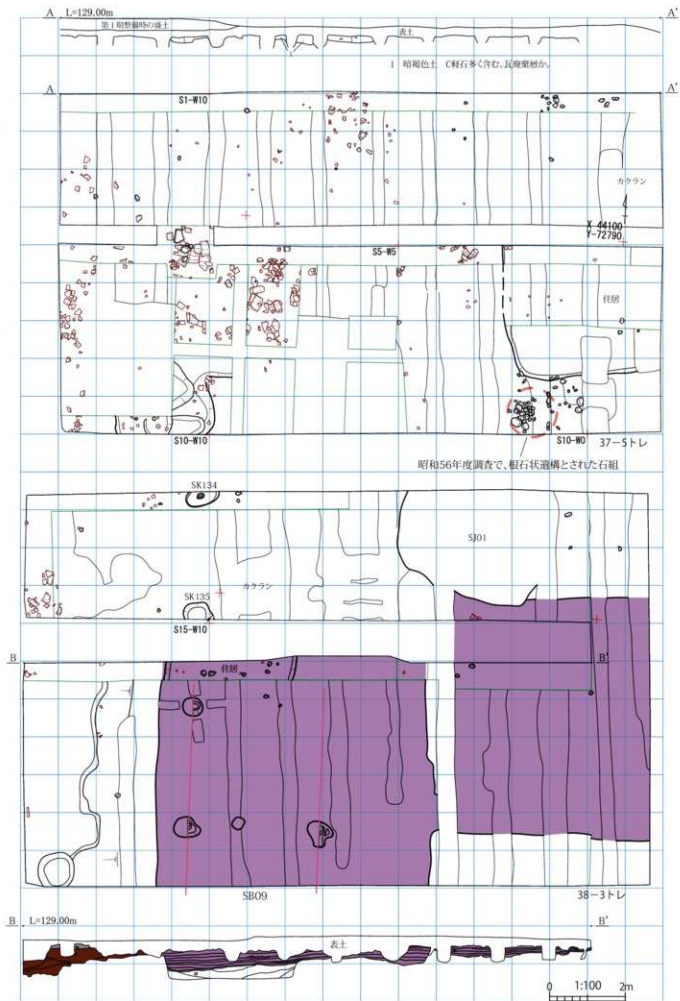 A L=129.00m A'
第1期整備時の盛土 表土
1 暗褐色土 C軽石多く含む。瓦廃棄層か。
A A'
S1-W10
カクラン
X 44100
Y-72790
S5-W5
住居
S10-W10 S10-W0
37-5トレ
昭和56年度調査で、根石状遺構とされた石組
SK134
SJ01
カクラン
SK135
S15-W10
B 住居 B'
SB09 38-3トレ
B L=129.00m B'
表土
0 1:100 2m